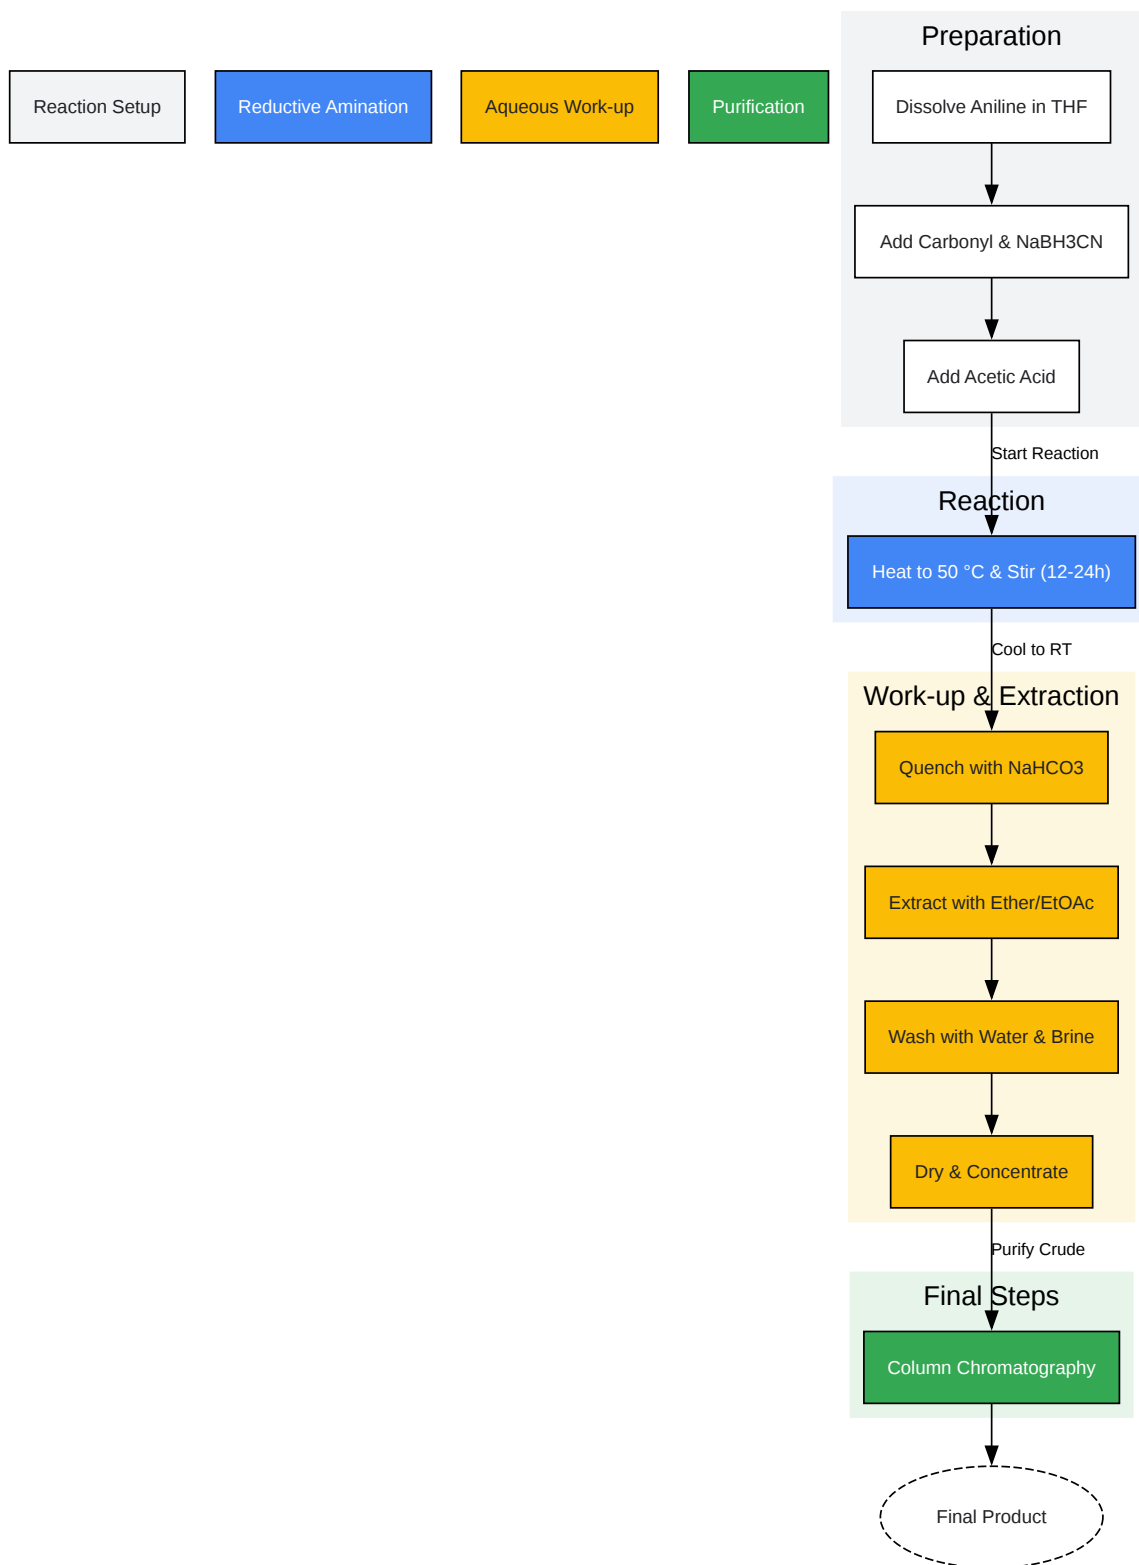 Preparation
Reaction Setup
Reductive Amination
Aqueous Work-up
Purification
Dissolve Aniline in THF
Add Carbonyl & NaBH3CN
Add Acetic Acid
Start Reaction
Reaction
Heat to 50 °C & Stir (12-24h)
Cool to RT
Work-up & Extraction
Quench with NaHCO3
Extract with Ether/EtOAc
Wash with Water & Brine
Dry & Concentrate
Purify Crude
Final Steps
Column Chromatography
Final Product